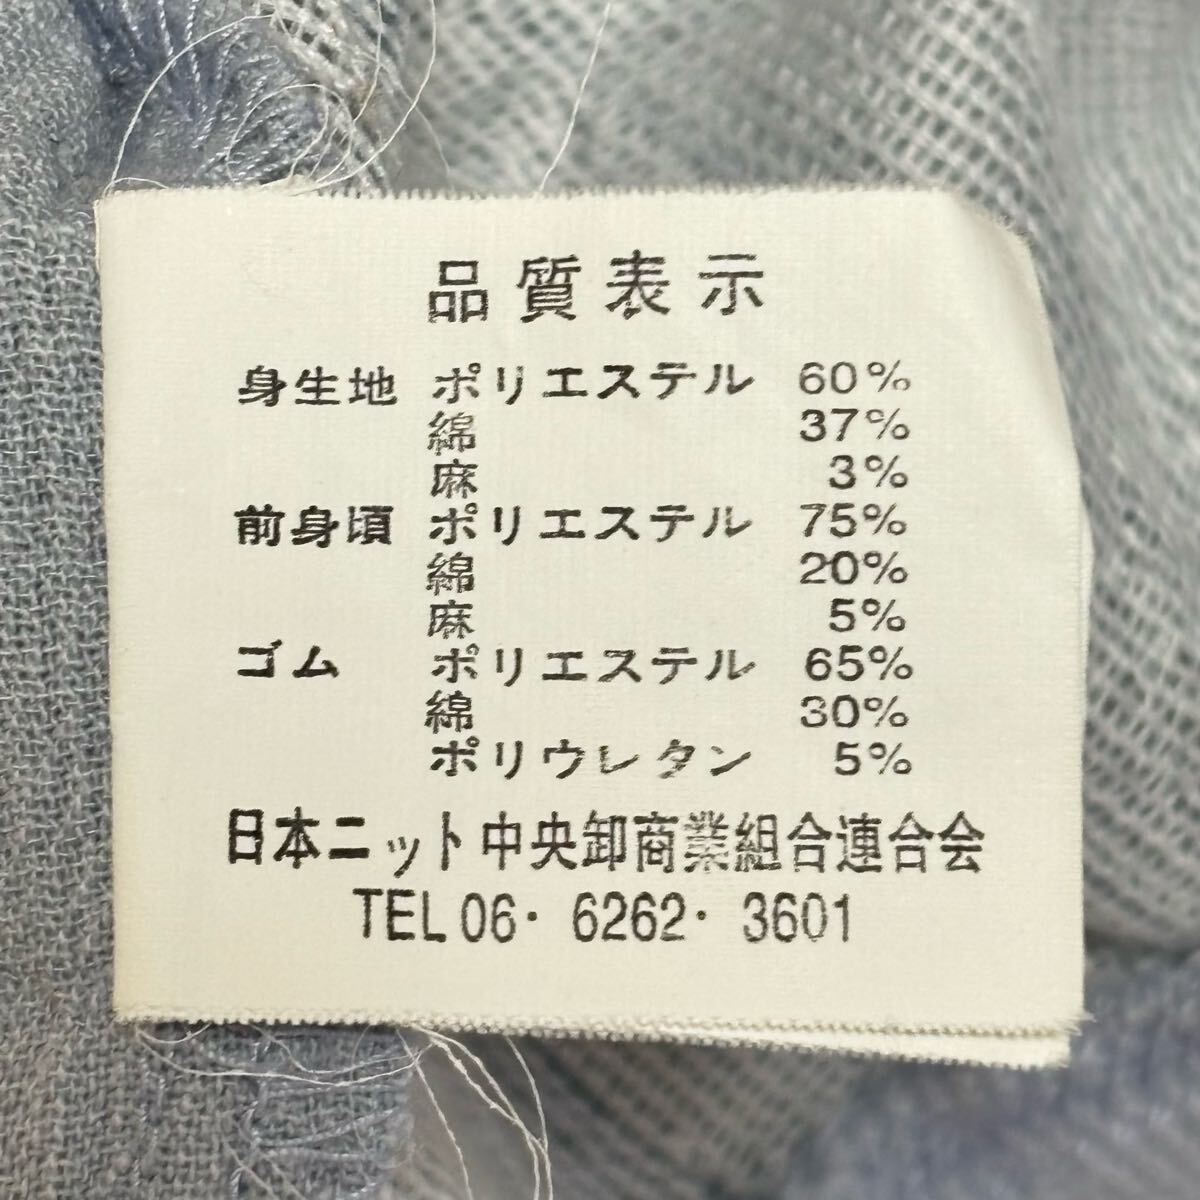 品質表示
身生地 ポリエステル 60%
綿 37%
麻 3%
前身頃 ポリエステル 75%
綿 20%
麻 5%
ゴム ポリエステル 65%
綿 30%
ポリウレタン 5%
日本ニット中央卸商業組合連合会
TEL 06・6262・3601